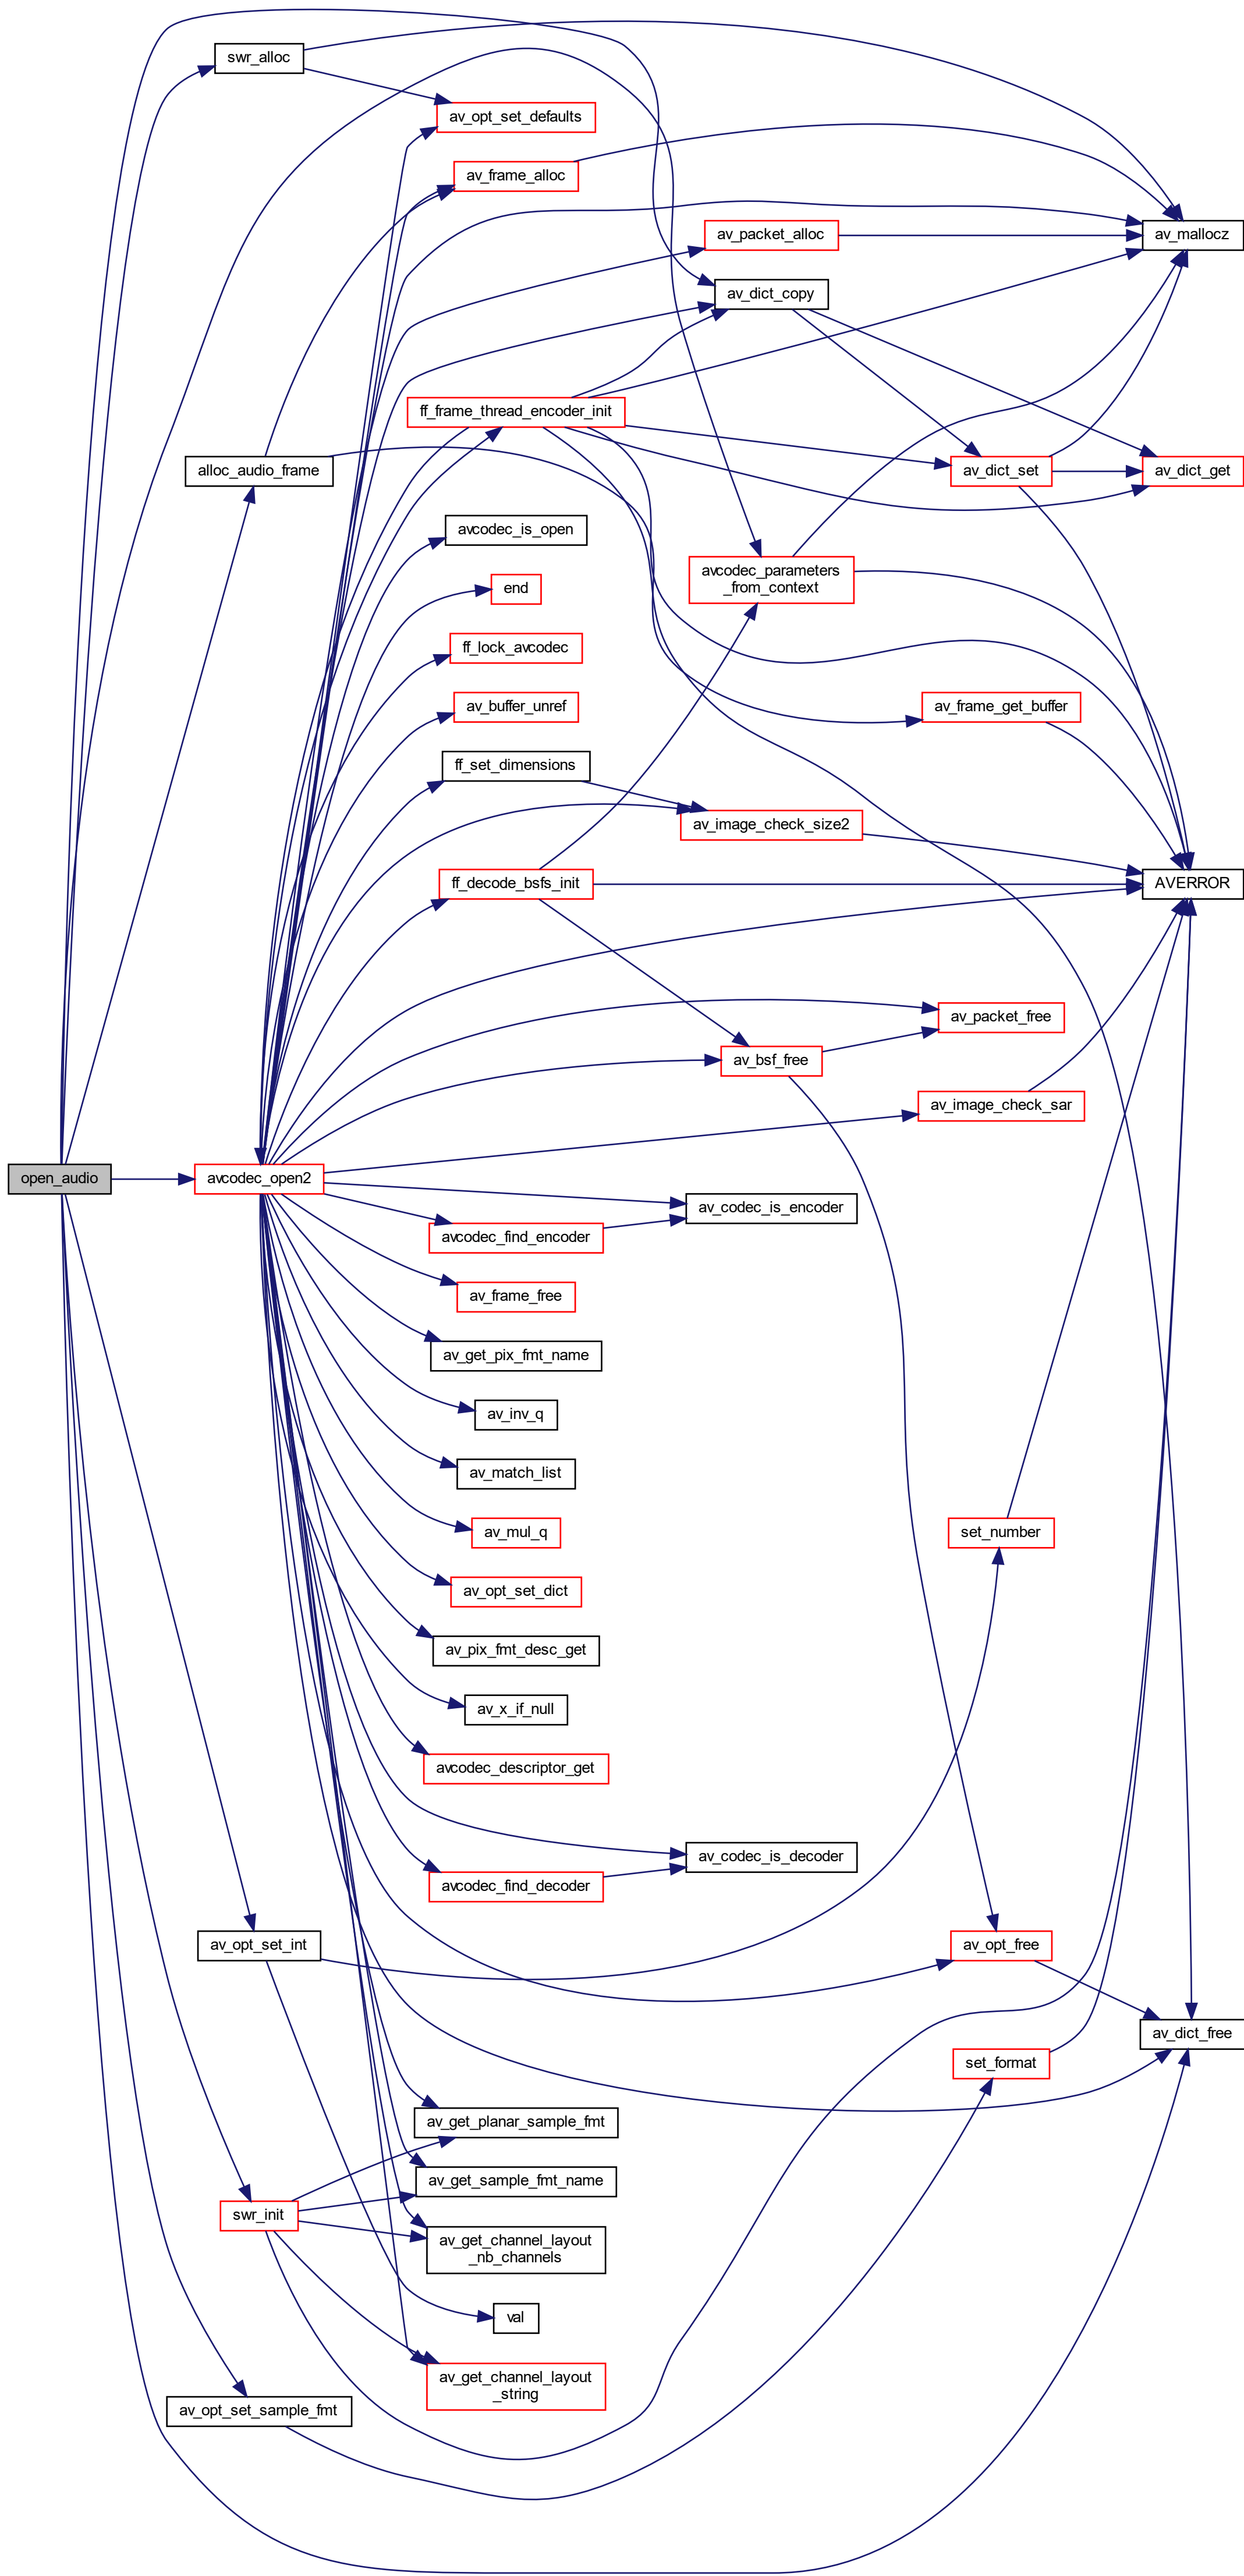 swr_alloc
av_opt_set_defaults
av_frame_alloc
av_packet_alloc
av_mallocz
av_dict_copy
ff_frame_thread_encoder_init
alloc_audio_frame
av_dict_set
av_dict_get
avcodec_is_open
avcodec_parameters
_from_context
end
ff_lock_avcodec
av_buffer_unref
av_frame_get_buffer
ff_set_dimensions
av_image_check_size2
ff_decode_bsfs_init
AVERROR
av_packet_free
av_bsf_free
av_image_check_sar
open_audio
avcodec_open2
av_codec_is_encoder
avcodec_find_encoder
av_frame_free
av_get_pix_fmt_name
av_inv_q
av_match_list
av_mul_q
set_number
av_opt_set_dict
av_pix_fmt_desc_get
av_x_if_null
avcodec_descriptor_get
av_codec_is_decoder
avcodec_find_decoder
av_opt_set_int
av_opt_free
av_dict_free
set_format
av_get_planar_sample_fmt
av_get_sample_fmt_name
swr_init
av_get_channel_layout
_nb_channels
val
av_get_channel_layout
_string
av_opt_set_sample_fmt